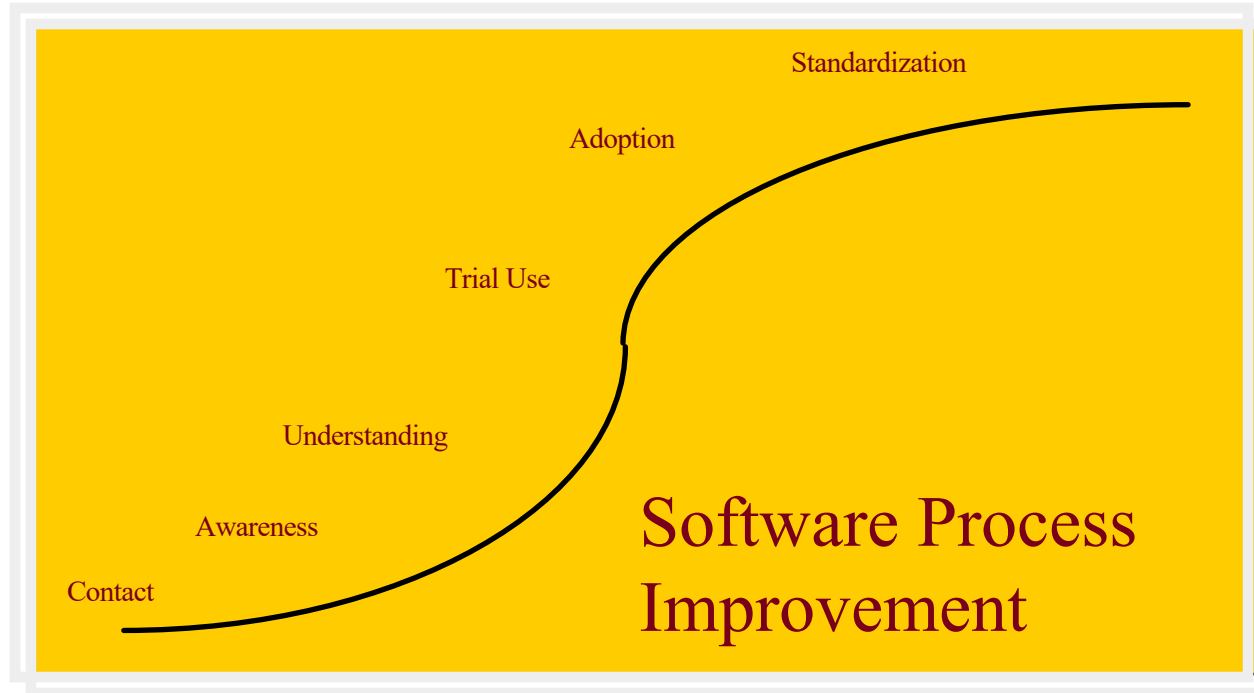 Standardization
Adoption
Trial Use
Understanding
Awareness
Contact
Software Process
Improvement